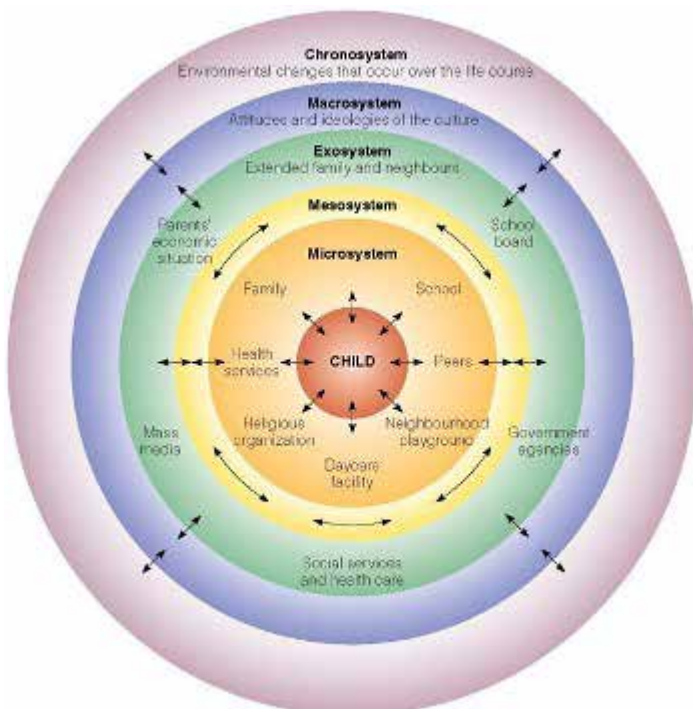 Chronosystem
Environmental changes that occur over the life course
Macrosystem
Attitudes and ideologies of the culture
Exosystem
Extended family and neighbours
Mesosystem
Parents'
economic
situation
School
board
Microsystem
Family
School
Health
services
CHILD
Peers
Religious
organization
Neighbourhood
playground
Mass
media
Government
agencies
Daycare
facility
Social services
and health care